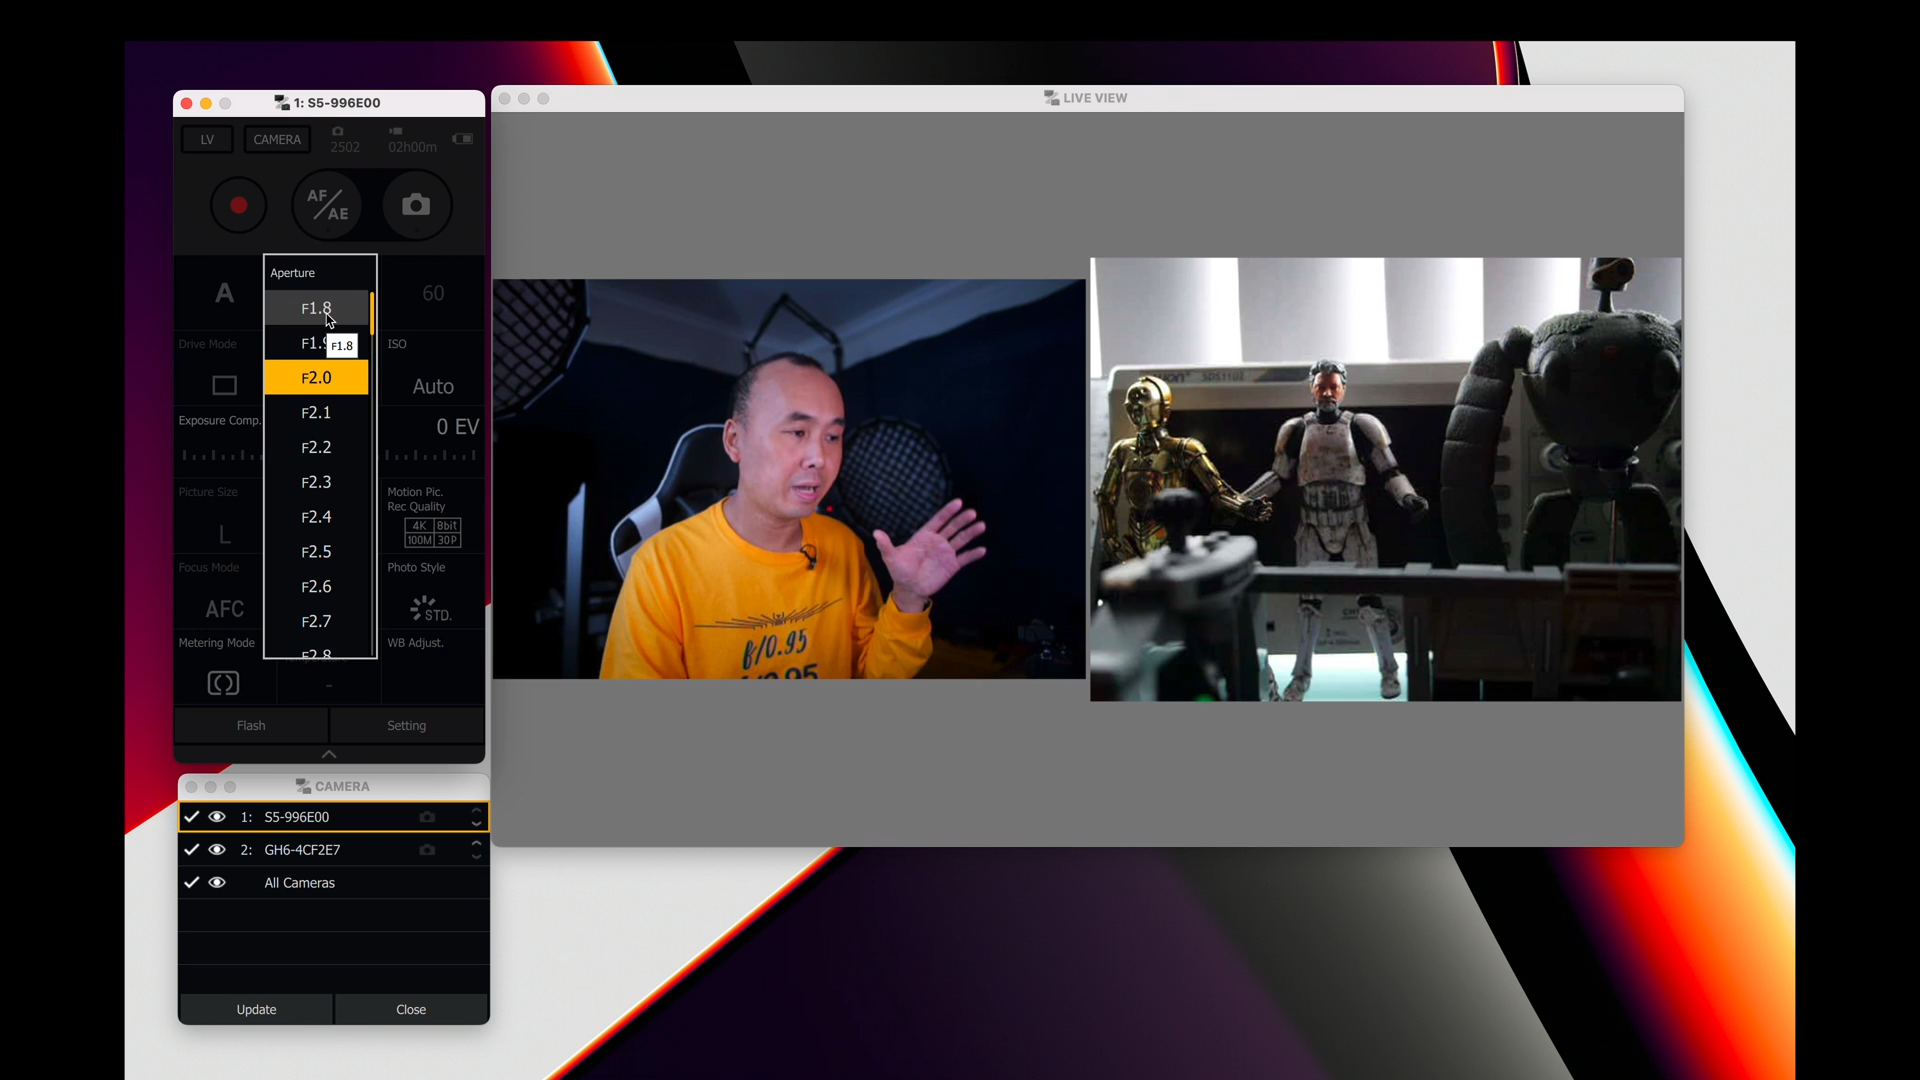 1: S5-996E00
LIVE VIEW
LV
CAMERA
2502
02h00m
AF/AE
Aperture
A
60
F1.8
Drive Mode
F1.9
F1.8
ISO
F2.0
Auto
F2.1
Exposure Comp.
0 EV
F2.2
F2.3
Picture Size
Motion Pic.
Rec Quality
L
F2.4
4K 8bit
100M 30P
F2.5
Focus Mode
Photo Style
F2.6
AFC
STD.
F2.7
Metering Mode
WB Adjust.
F2.8
-
Flash
Setting
f/0.95
CAMERA
1: S5-996E00
2: GH6-4CF2E7
All Cameras
Update
Close